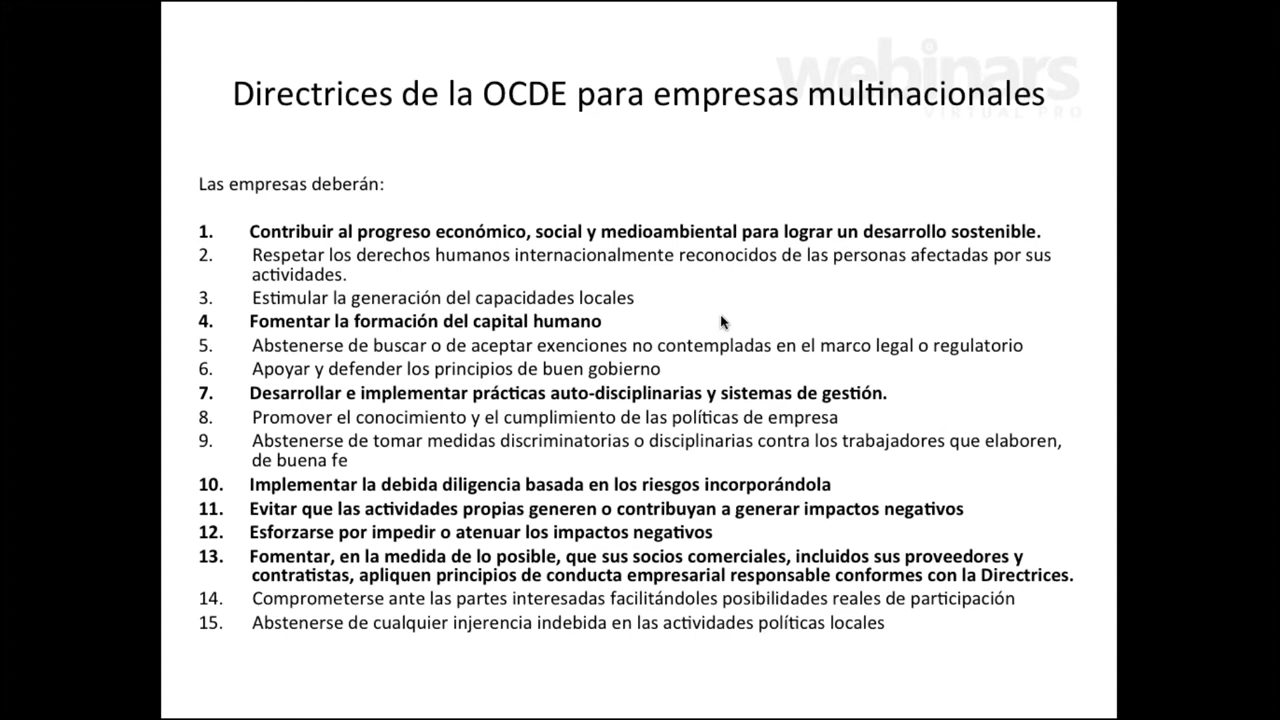 webinars
VIRTUAL PRO
Directrices de la OCDE para empresas multinacionales
Las empresas deberán:
1. Contribuir al progreso económico, social y medioambiental para lograr un desarrollo sostenible.
2. Respetar los derechos humanos internacionalmente reconocidos de las personas afectadas por sus
actividades.
3. Estimular la generación del capacidades locales
4. Fomentar la formación del capital humano
5. Abstenerse de buscar o de aceptar exenciones no contempladas en el marco legal o regulatorio
6. Apoyar y defender los principios de buen gobierno
7. Desarrollar e implementar prácticas auto-disciplinarias y sistemas de gestión.
8. Promover el conocimiento y el cumplimiento de las políticas de empresa
9. Abstenerse de tomar medidas discriminatorias o disciplinarias contra los trabajadores que elaboren,
de buena fe
10. Implementar la debida diligencia basada en los riesgos incorporándola
11. Evitar que las actividades propias generen o contribuyan a generar impactos negativos
12. Esforzarse por impedir o atenuar los impactos negativos
13. Fomentar, en la medida de lo posible, que sus socios comerciales, incluidos sus proveedores y
contratistas, apliquen principios de conducta empresarial responsable conformes con la Directrices.
14. Comprometerse ante las partes interesadas facilitándoles posibilidades reales de participación
15. Abstenerse de cualquier injerencia indebida en las actividades políticas locales